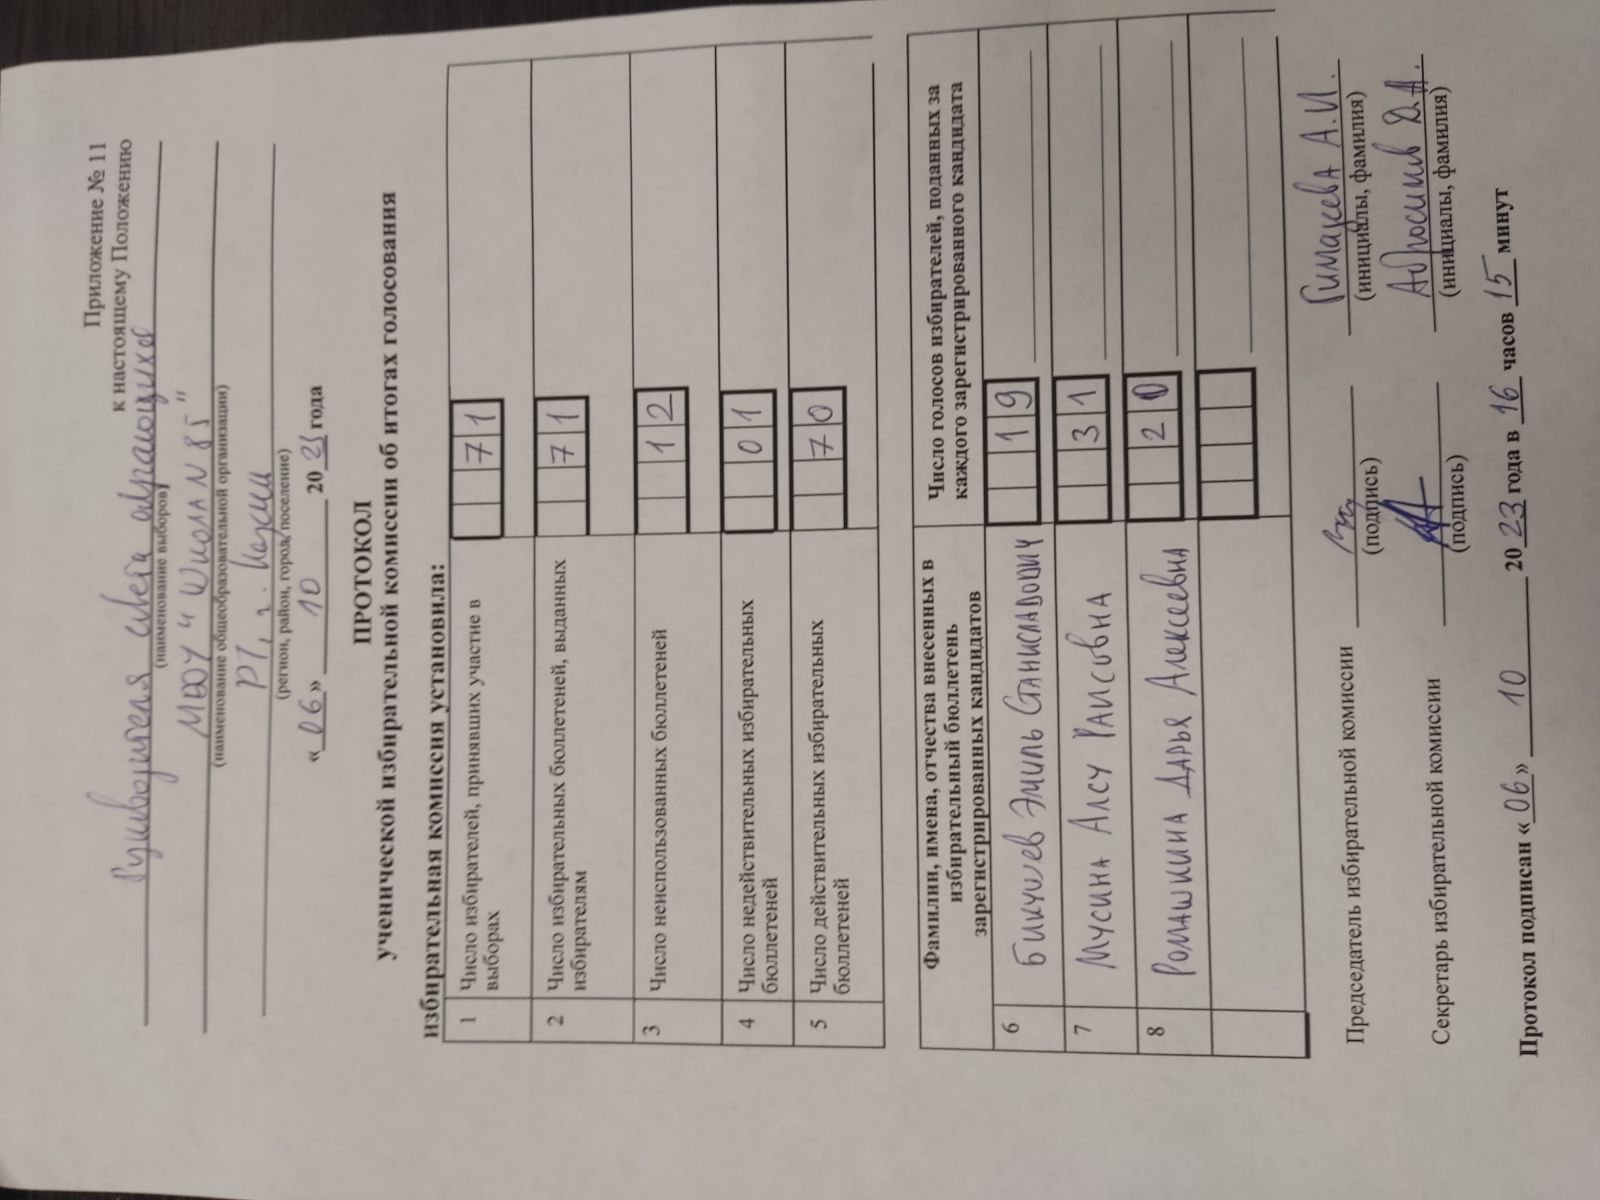 Приложение № 11
к настоящему Положению
Руководителя совета обучающихся
(наименование выборов)
МБОУ "Школа N 85"
(наименование общеобразовательной организации)
РТ, г. Казань
(регион, район, город, поселение)
«06» 10 2023 года
ПРОТОКОЛ
ученической избирательной комиссии об итогах голосования
избирательная комиссия установила:
1 Число избирателей, принявших участие в 71
выборах
2 Число избирательных бюллетеней, выданных 71
избирателям
3 Число неиспользованных бюллетеней 12
4 Число недействительных избирательных 01
бюллетеней
5 Число действительных избирательных 70
бюллетеней
Фамилии, имена, отчества внесенных в
избирательный бюллетень
зарегистрированных кандидатов
Число голосов избирателей, поданных за
каждого зарегистрированного кандидата
6 Бикушев Эмиль Станиславович 19
7 Мусина Алсу Раисовна 31
8 Ромашкина Дарья Алексеевна 20
Председатель избирательной комиссии А.И.
(подпись) (инициалы, фамилия)
Секретарь избирательной комиссии Абросимов Д.А.
(подпись) (инициалы, фамилия)
Протокол подписан «06» 10 2023 года в 16 часов 15 минут